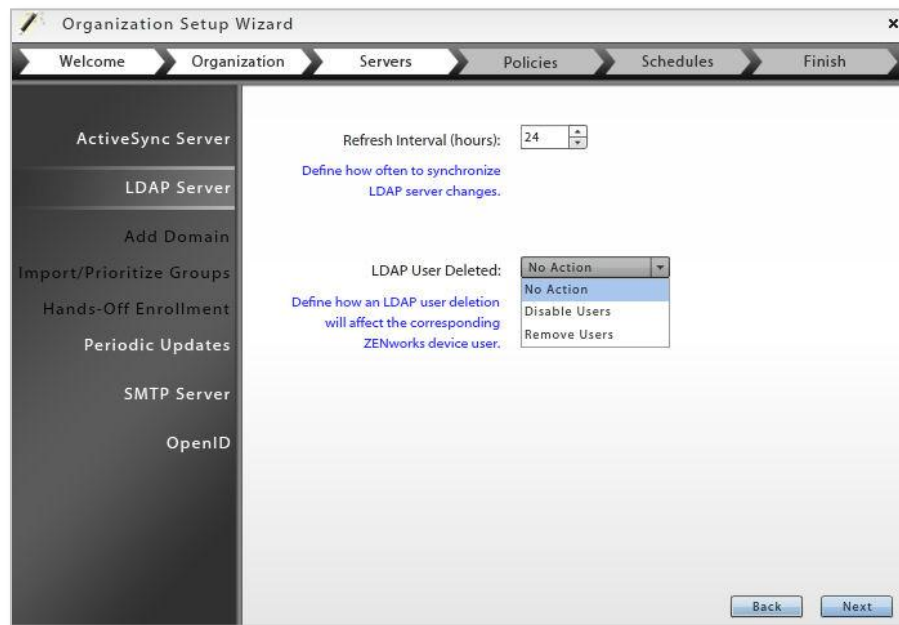 Organization Setup Wizard
x
Welcome
Organization
Servers
Policies
Schedules
Finish
ActiveSync Server
LDAP Server
Add Domain
Import/Prioritize Groups
Hands-Off Enrollment
Periodic Updates
SMTP Server
OpenID
Refresh Interval (hours):
24
Define how often to synchronize
LDAP server changes.
LDAP User Deleted:
No Action
No Action
Disable Users
Remove Users
Define how an LDAP user deletion
will affect the corresponding
ZENworks device user.
Back
Next